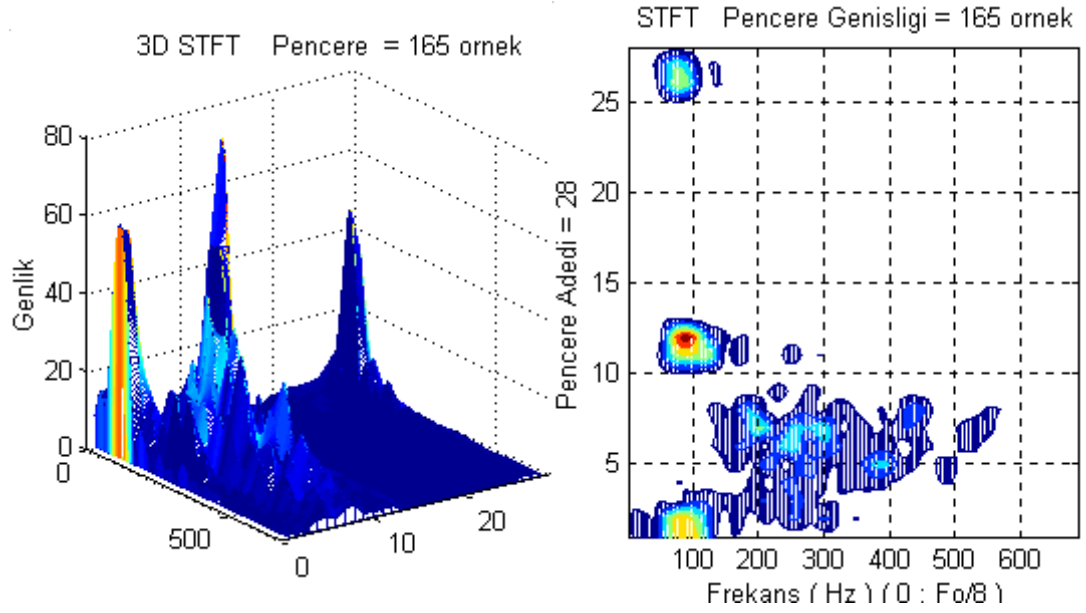 3D STFT Pencere = 165 ornek
Genlik
80
60
40
20
0
0
500
0
10
20
STFT Pencere Genisligi = 165 ornek
Pencere Adedi = 28
25
20
15
10
5
100 200 300 400 500 600
Frekans ( Hz ) ( 0 : Fo/8 )